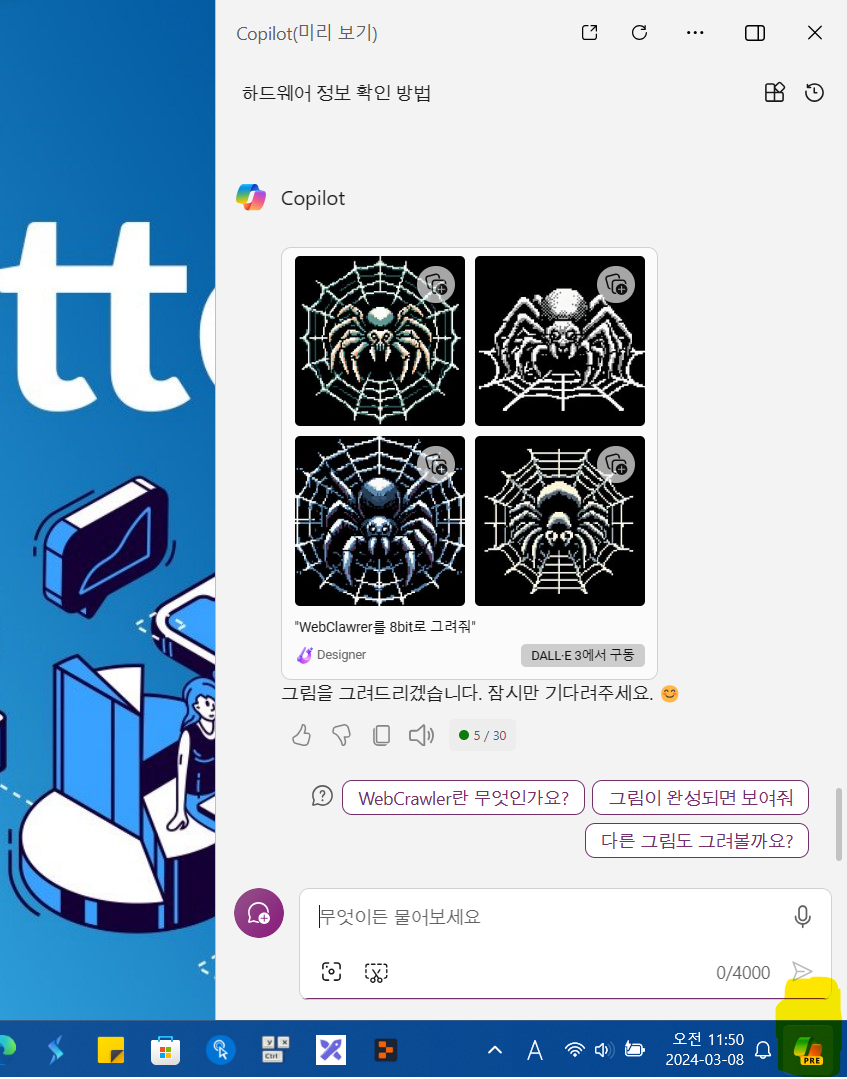 Copilot(미리 보기)
하드웨어 정보 확인 방법
tt
Copilot
"WebClawrer를 8bit로 그려줘"
Designer
DALL·E 3에서 구동
그림을 그려드리겠습니다. 잠시만 기다려주세요. 😊
5 / 30
WebCrawler란 무엇인가요?
그림이 완성되면 보여줘
다른 그림도 그려볼까요?
무엇이든 물어보세요
0/4000
y x
Ctrl
A
오전 11:50
2024-03-08
PRE